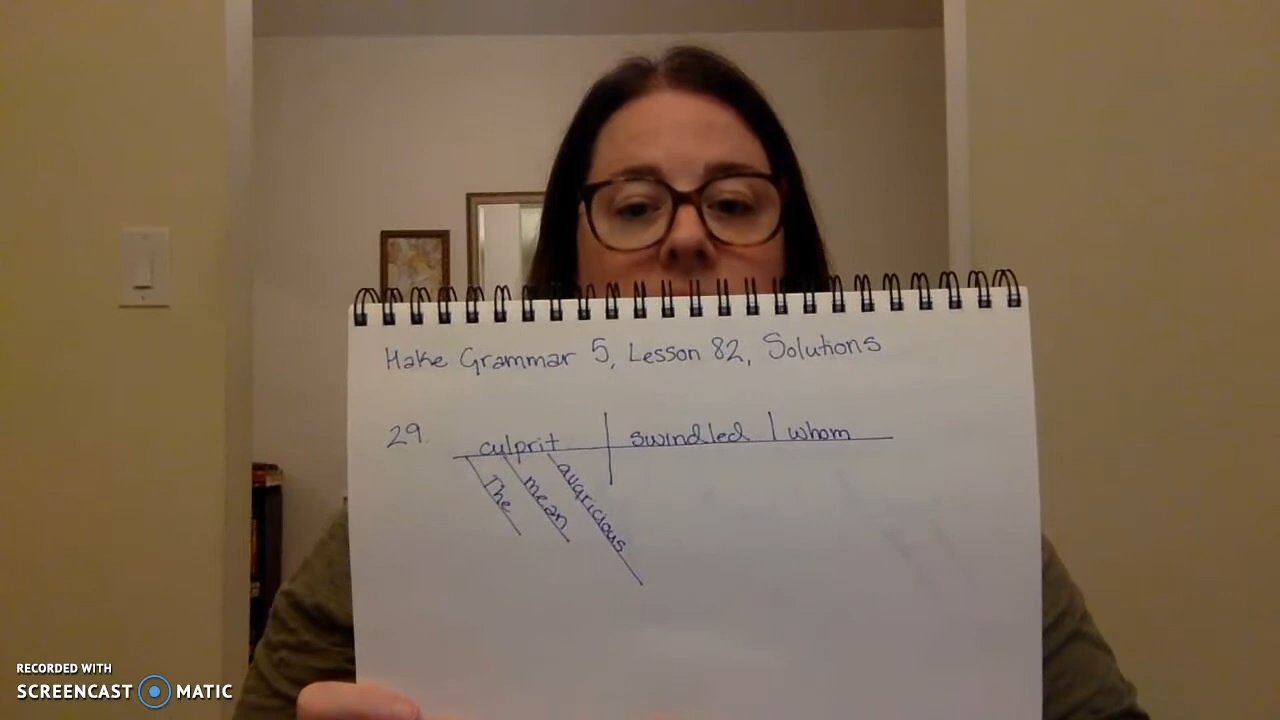 Hake Grammar 5, Lesson 82, Solutions
29. culprit swindled whom
The mean avaricious
RECORDED WITH
SCREENCAST MATIC